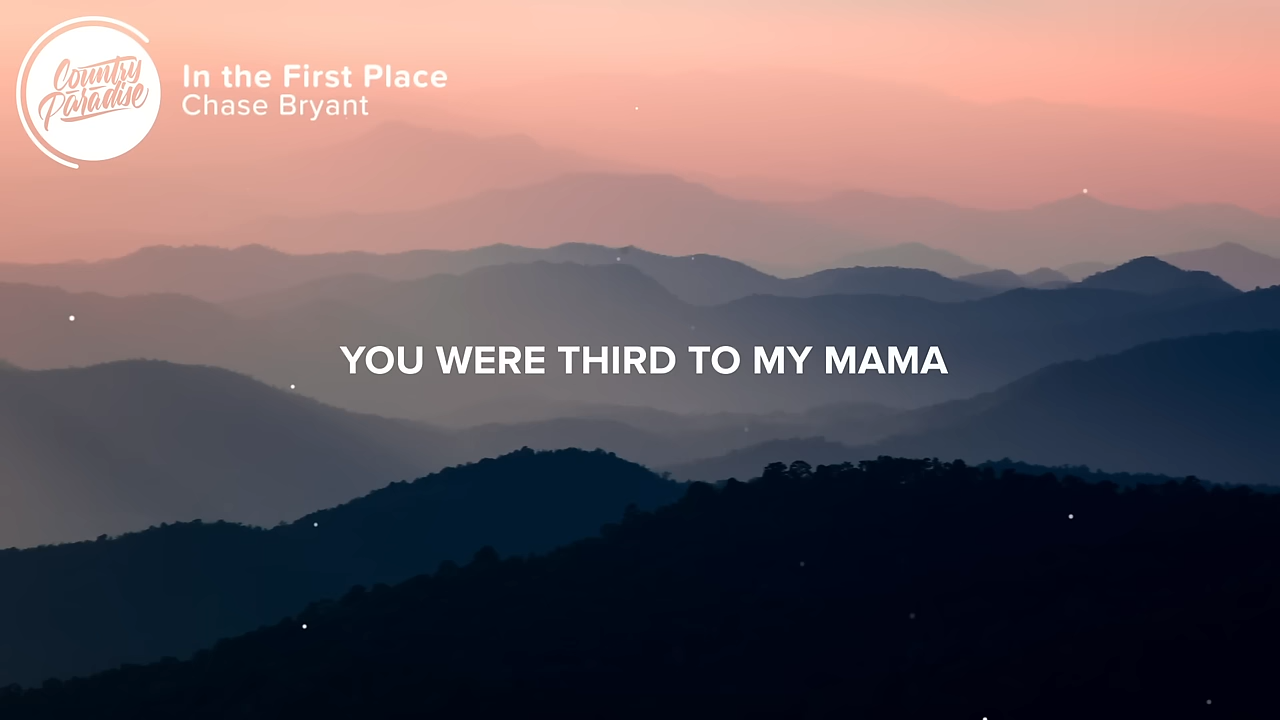 Country
Paradise
In the First Place
Chase Bryant
YOU WERE THIRD TO MY MAMA